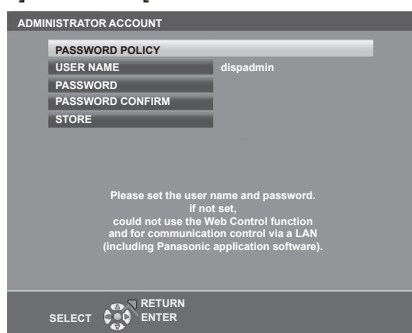 ADMINISTRATOR ACCOUNT
PASSWORD POLICY
USER NAME dispadmin
PASSWORD
PASSWORD CONFIRM
STORE
Please set the user name and password.
if not set,
could not use the Web Control function
and for communication control via a LAN
(including Panasonic application software).
RETURN
SELECT ENTER